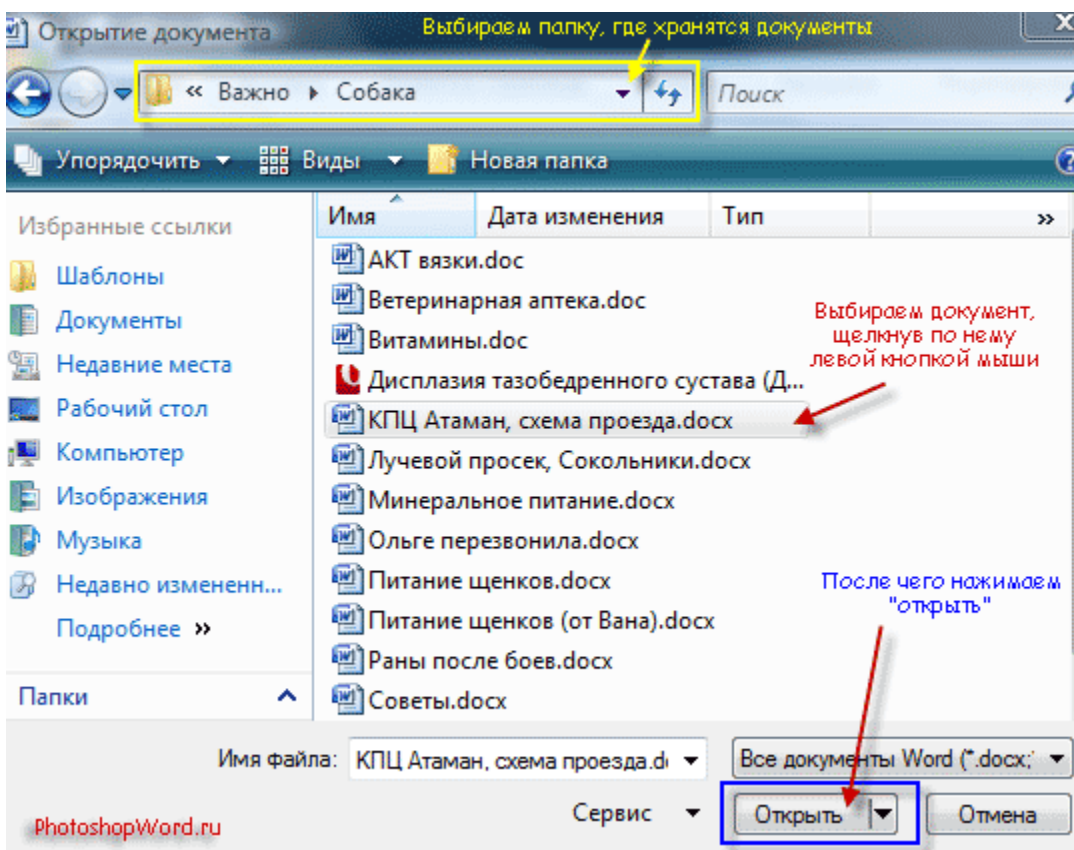 Открытие документа
Выбираем папку, где хранятся документы
« Важно Собака
Поиск
Упорядочить Виды Новая папка
Избранные ссылки
Шаблоны
Документы
Недавние места
Рабочий стол
Компьютер
Изображения
Музыка
Недавно измененн...
Подробнее »
Папки
Имя Дата изменения Тип »
АКТ вязки.doc
Ветеринарная аптека.doc
Витамины.doc
Дисплазия тазобедренного сустава (Д...
КПЦ Атаман, схема проезда.docx
Лучевой просек, Сокольники.docx
Минеральное питание.docx
Ольге перезвонила.docx
Питание щенков.docx
Питание щенков (от Вана).docx
Раны после боев.docx
Советы.docx
Выбираем документ,
щелкнув по нему
левой кнопкой мыши
После чего нажимаем
"открыть"
Имя файла: КПЦ Атаман, схема проезда.d
Все документы Word (*.docx;
Сервис Открыть Отмена
PhotoshopWord.ru